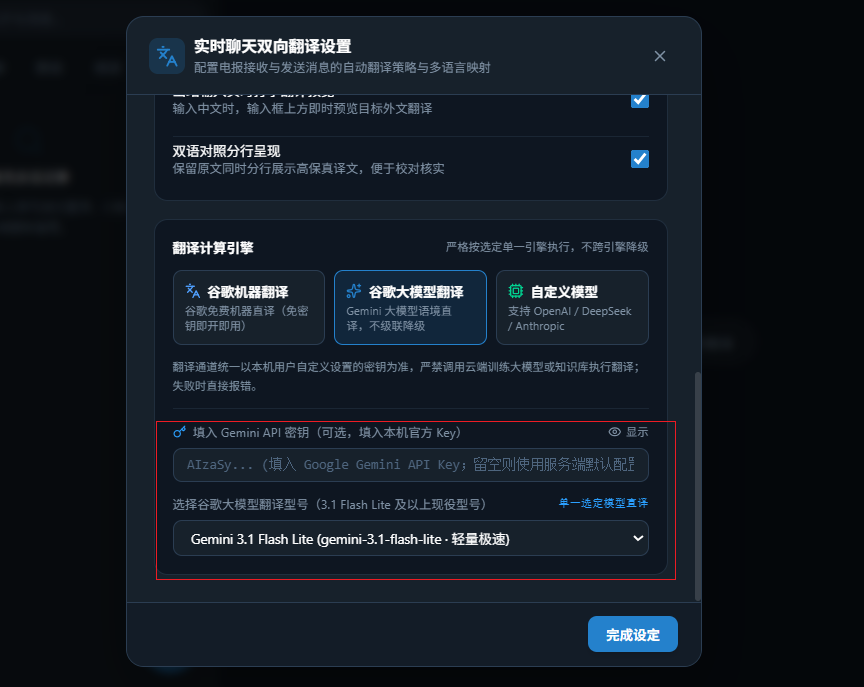 实时聊天双向翻译设置
配置电报接收与发送消息的自动翻译策略与多语言映射
输入中文时，输入框上方即时预览目标外文翻译
双语对照分行呈现
保留原文同时分行展示高保真译文，便于校对核实
翻译计算引擎
严格按选定单一引擎执行，不跨引擎降级
谷歌机器翻译
谷歌免费机器直译（免密
钥即开即用）
谷歌大模型翻译
Gemini 大模型语境直
译，不级联降级
自定义模型
支持 OpenAI / DeepSeek
/ Anthropic
翻译通道统一以本机用户自定义设置的密钥为准，严禁调用云端训练大模型或知识库执行翻译；
失败时直接报错。
填入 Gemini API 密钥（可选，填入本机官方 Key）
显示
AIzaSy... (填入 Google Gemini API Key；留空则使用服务端默认配置
选择谷歌大模型翻译型号（3.1 Flash Lite 及以上现役型号）
单一选定模型直译
Gemini 3.1 Flash Lite (gemini-3.1-flash-lite · 轻量极速)
完成设定